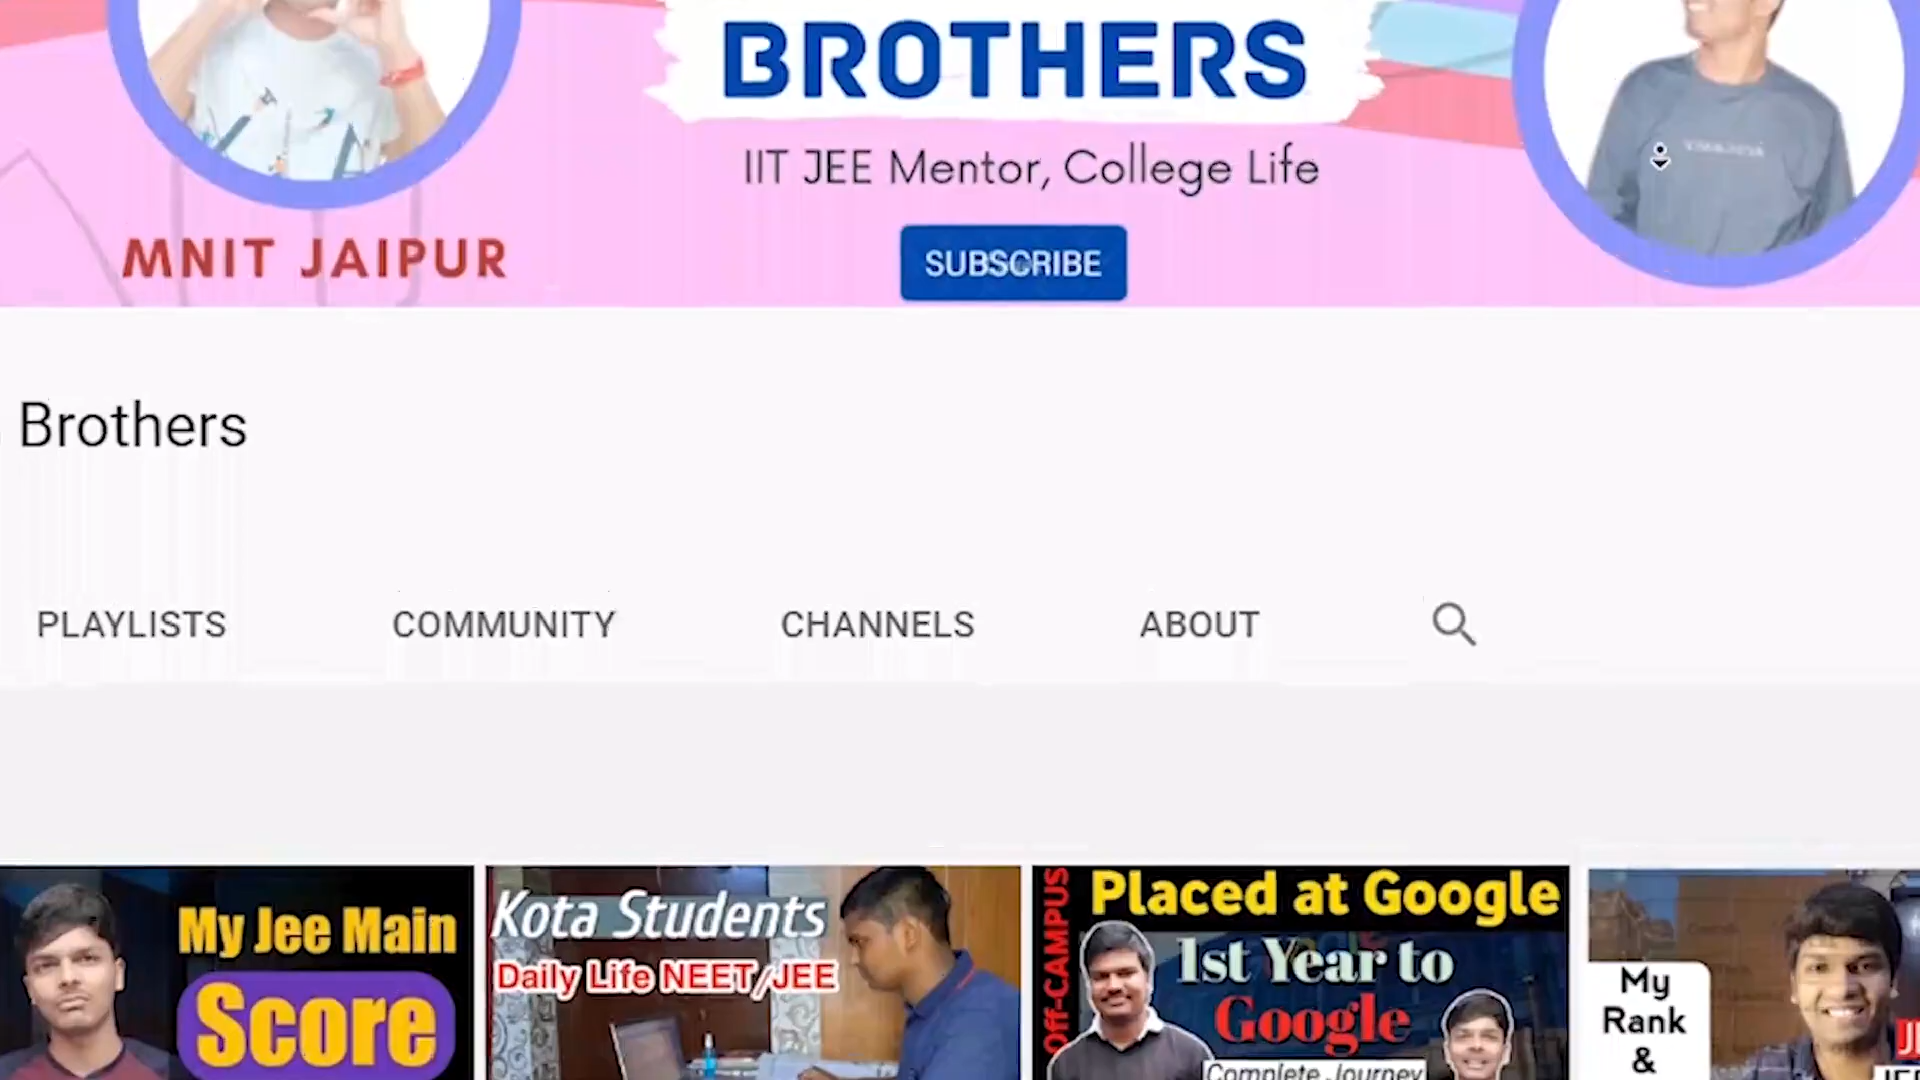 BROTHERS
IIT JEE Mentor, College Life
MNIT JAIPUR
SUBSCRIBE
Brothers
PLAYLISTS COMMUNITY CHANNELS ABOUT
My Jee Main
Score
Kota Students
Daily Life NEET/JEE
Off-CAMPUS
Placed at Google
1st Year to
Google
Complete Journey
My
Rank
&